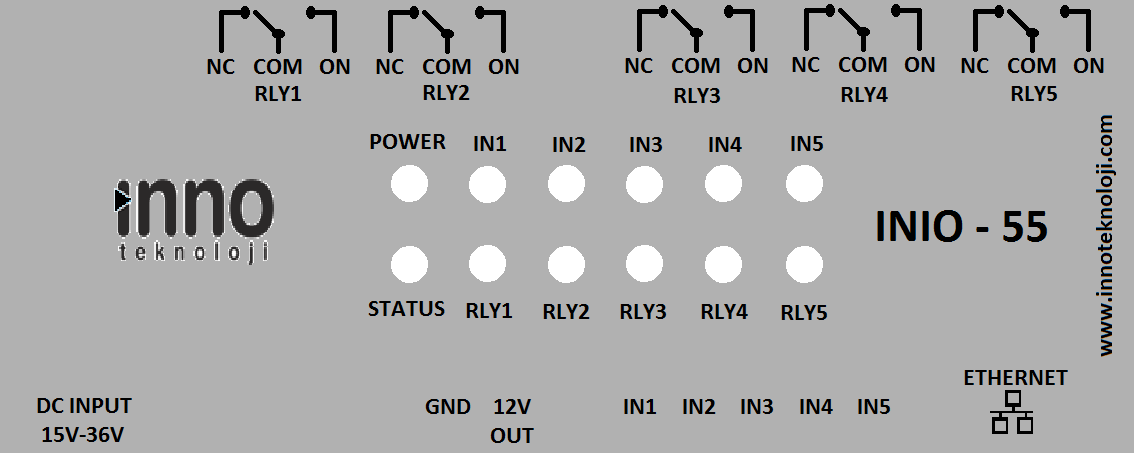 NC COM ON NC COM ON NC COM ON NC COM ON NC COM ON
RLY1 RLY2 RLY3 RLY4 RLY5
POWER IN1 IN2 IN3 IN4 IN5
inno
teknoloji
INIO - 55
www.innoteknoloji.com
STATUS RLY1 RLY2 RLY3 RLY4 RLY5
ETHERNET
DC INPUT
15V-36V
GND 12V
OUT
IN1 IN2 IN3 IN4 IN5